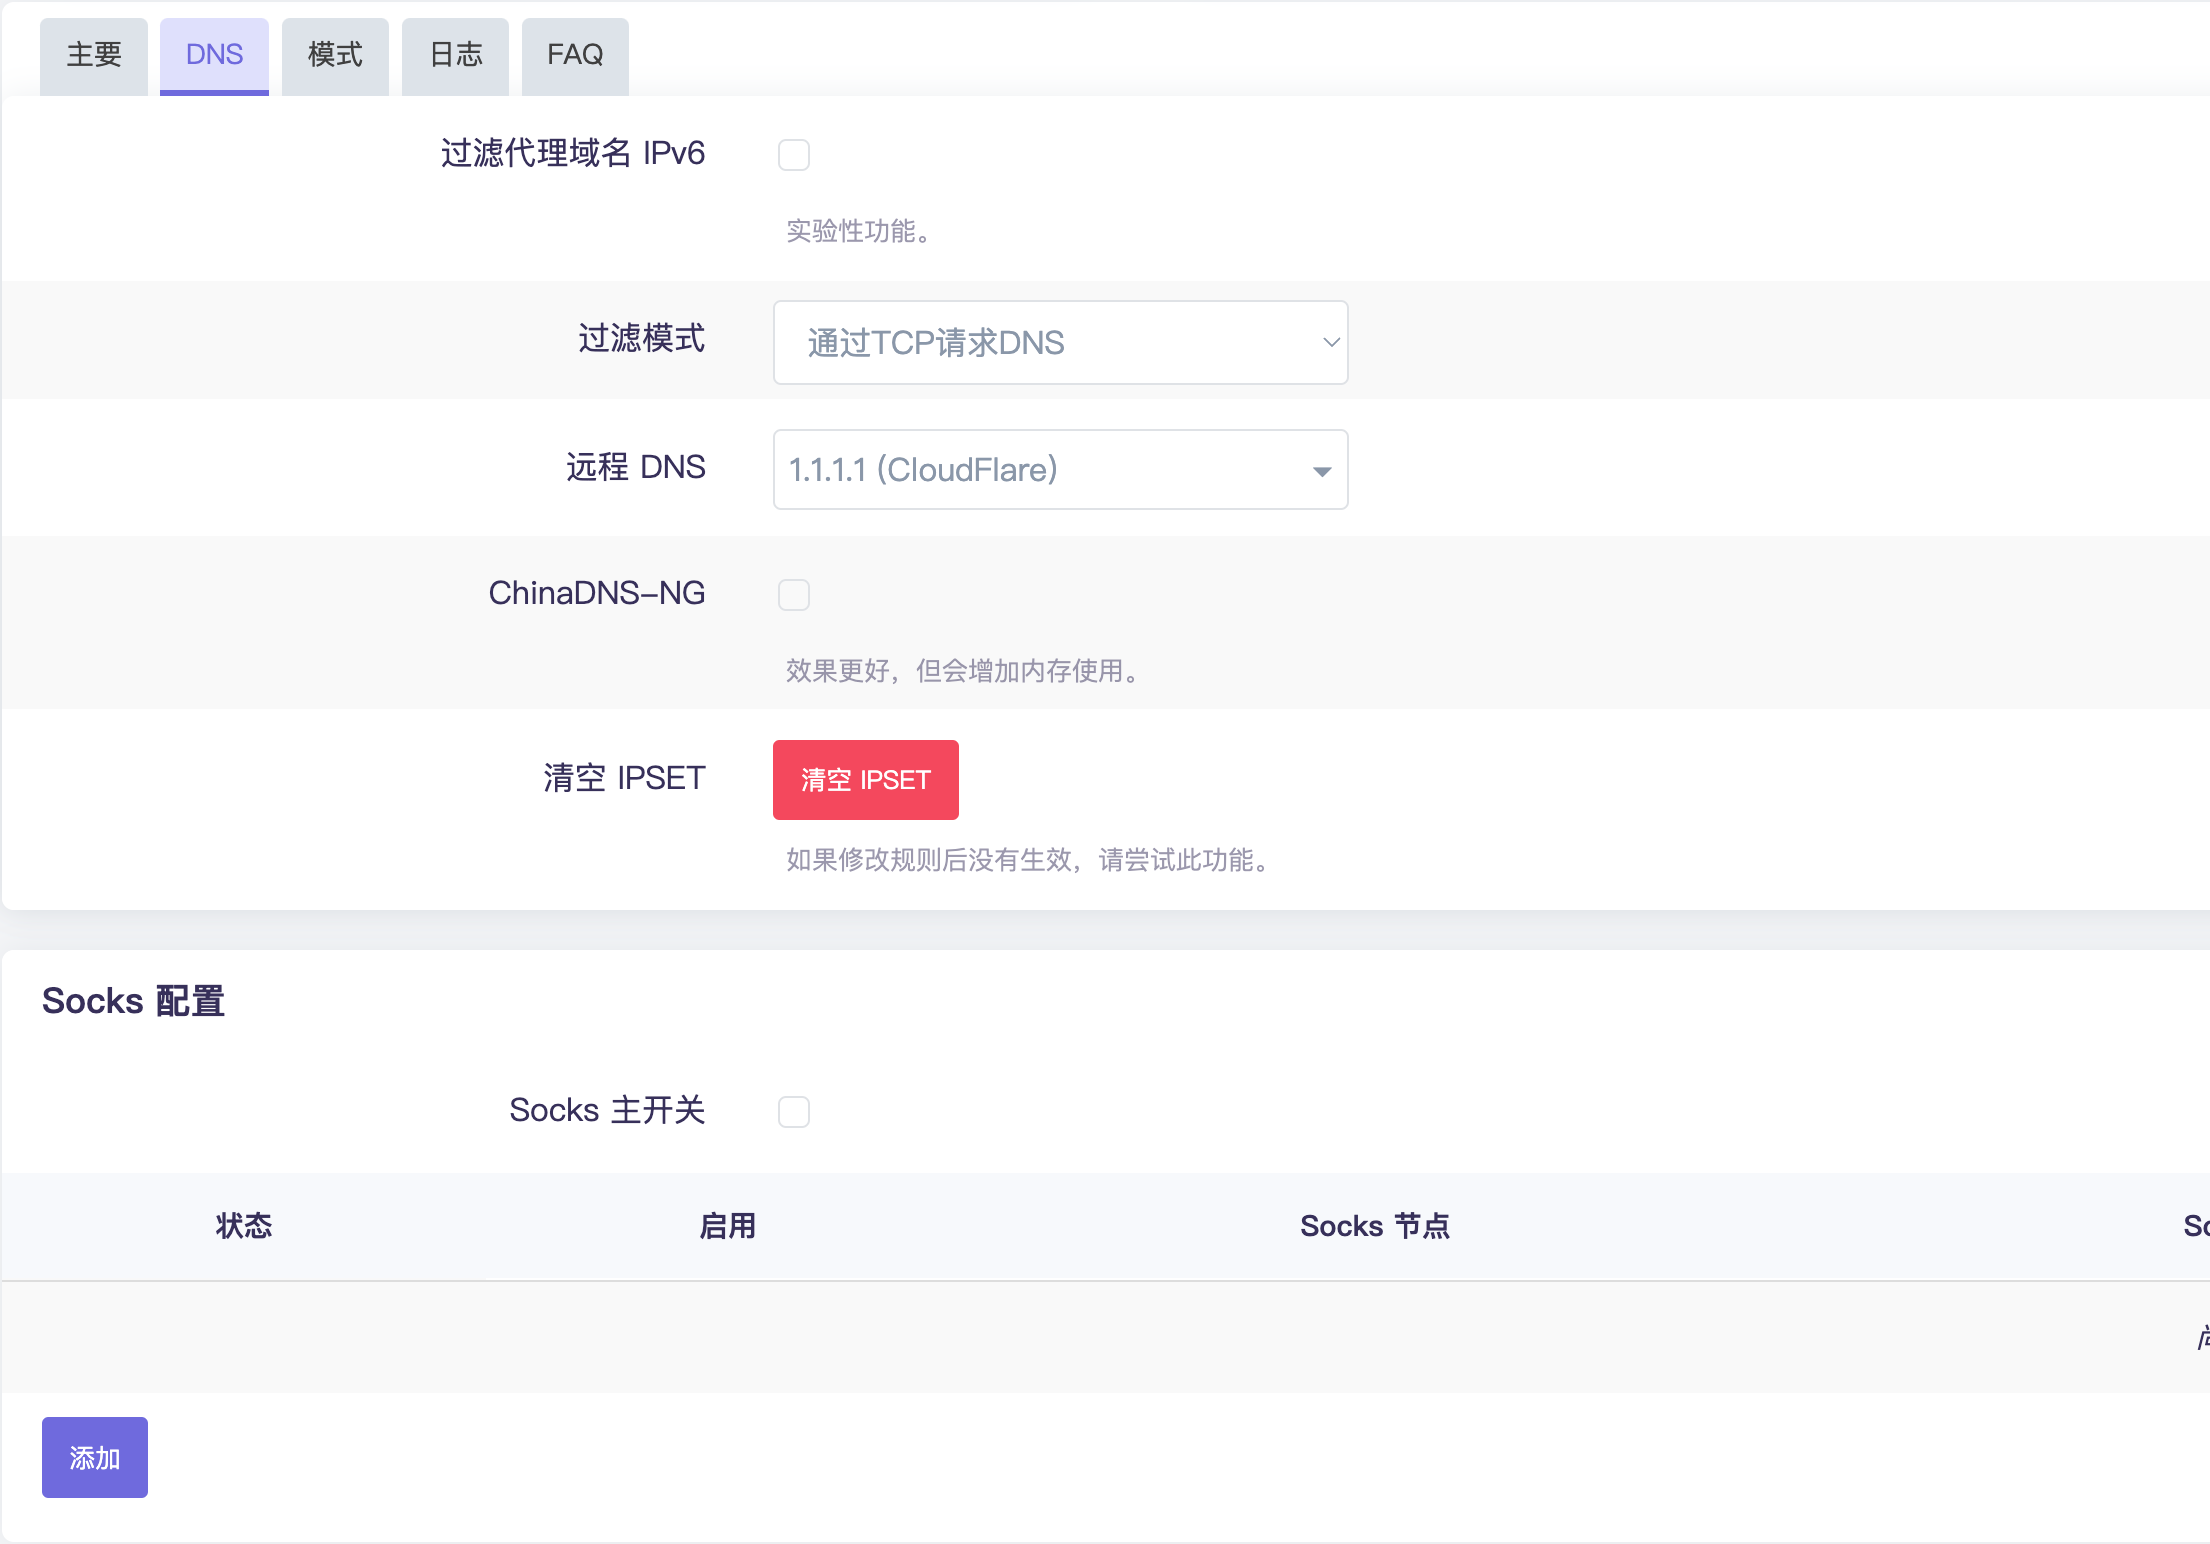 主要 DNS 模式 日志 FAQ
过滤代理域名 IPv6
实验性功能。
过滤模式 通过TCP请求DNS
远程 DNS 1.1.1.1 (CloudFlare)
ChinaDNS-NG
效果更好，但会增加内存使用。
清空 IPSET 清空 IPSET
如果修改规则后没有生效，请尝试此功能。
Socks 配置
Socks 主开关
状态 启用 Socks 节点
添加